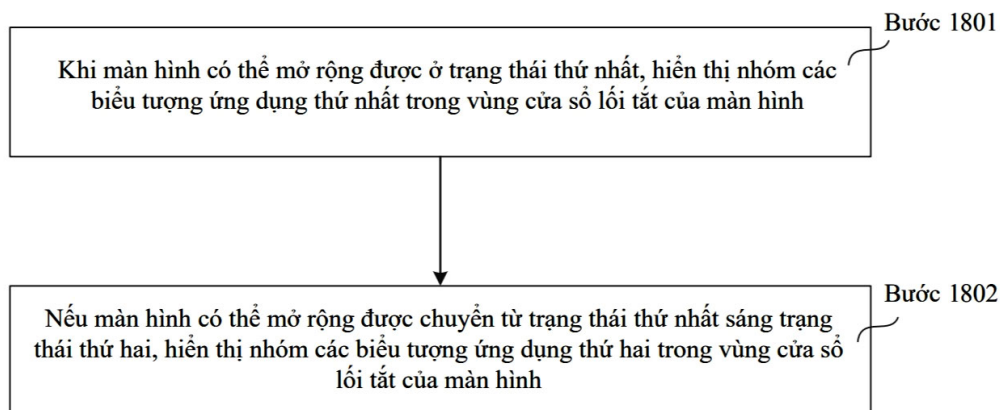 Bước 1801
Khi màn hình có thể mở rộng được ở trạng thái thứ nhất, hiển thị nhóm các
biểu tượng ứng dụng thứ nhất trong vùng cửa sổ lối tắt của màn hình
Bước 1802
Nếu màn hình có thể mở rộng được chuyển từ trạng thái thứ nhất sáng trạng
thái thứ hai, hiển thị nhóm các biểu tượng ứng dụng thứ hai trong vùng cửa sổ
lối tắt của màn hình